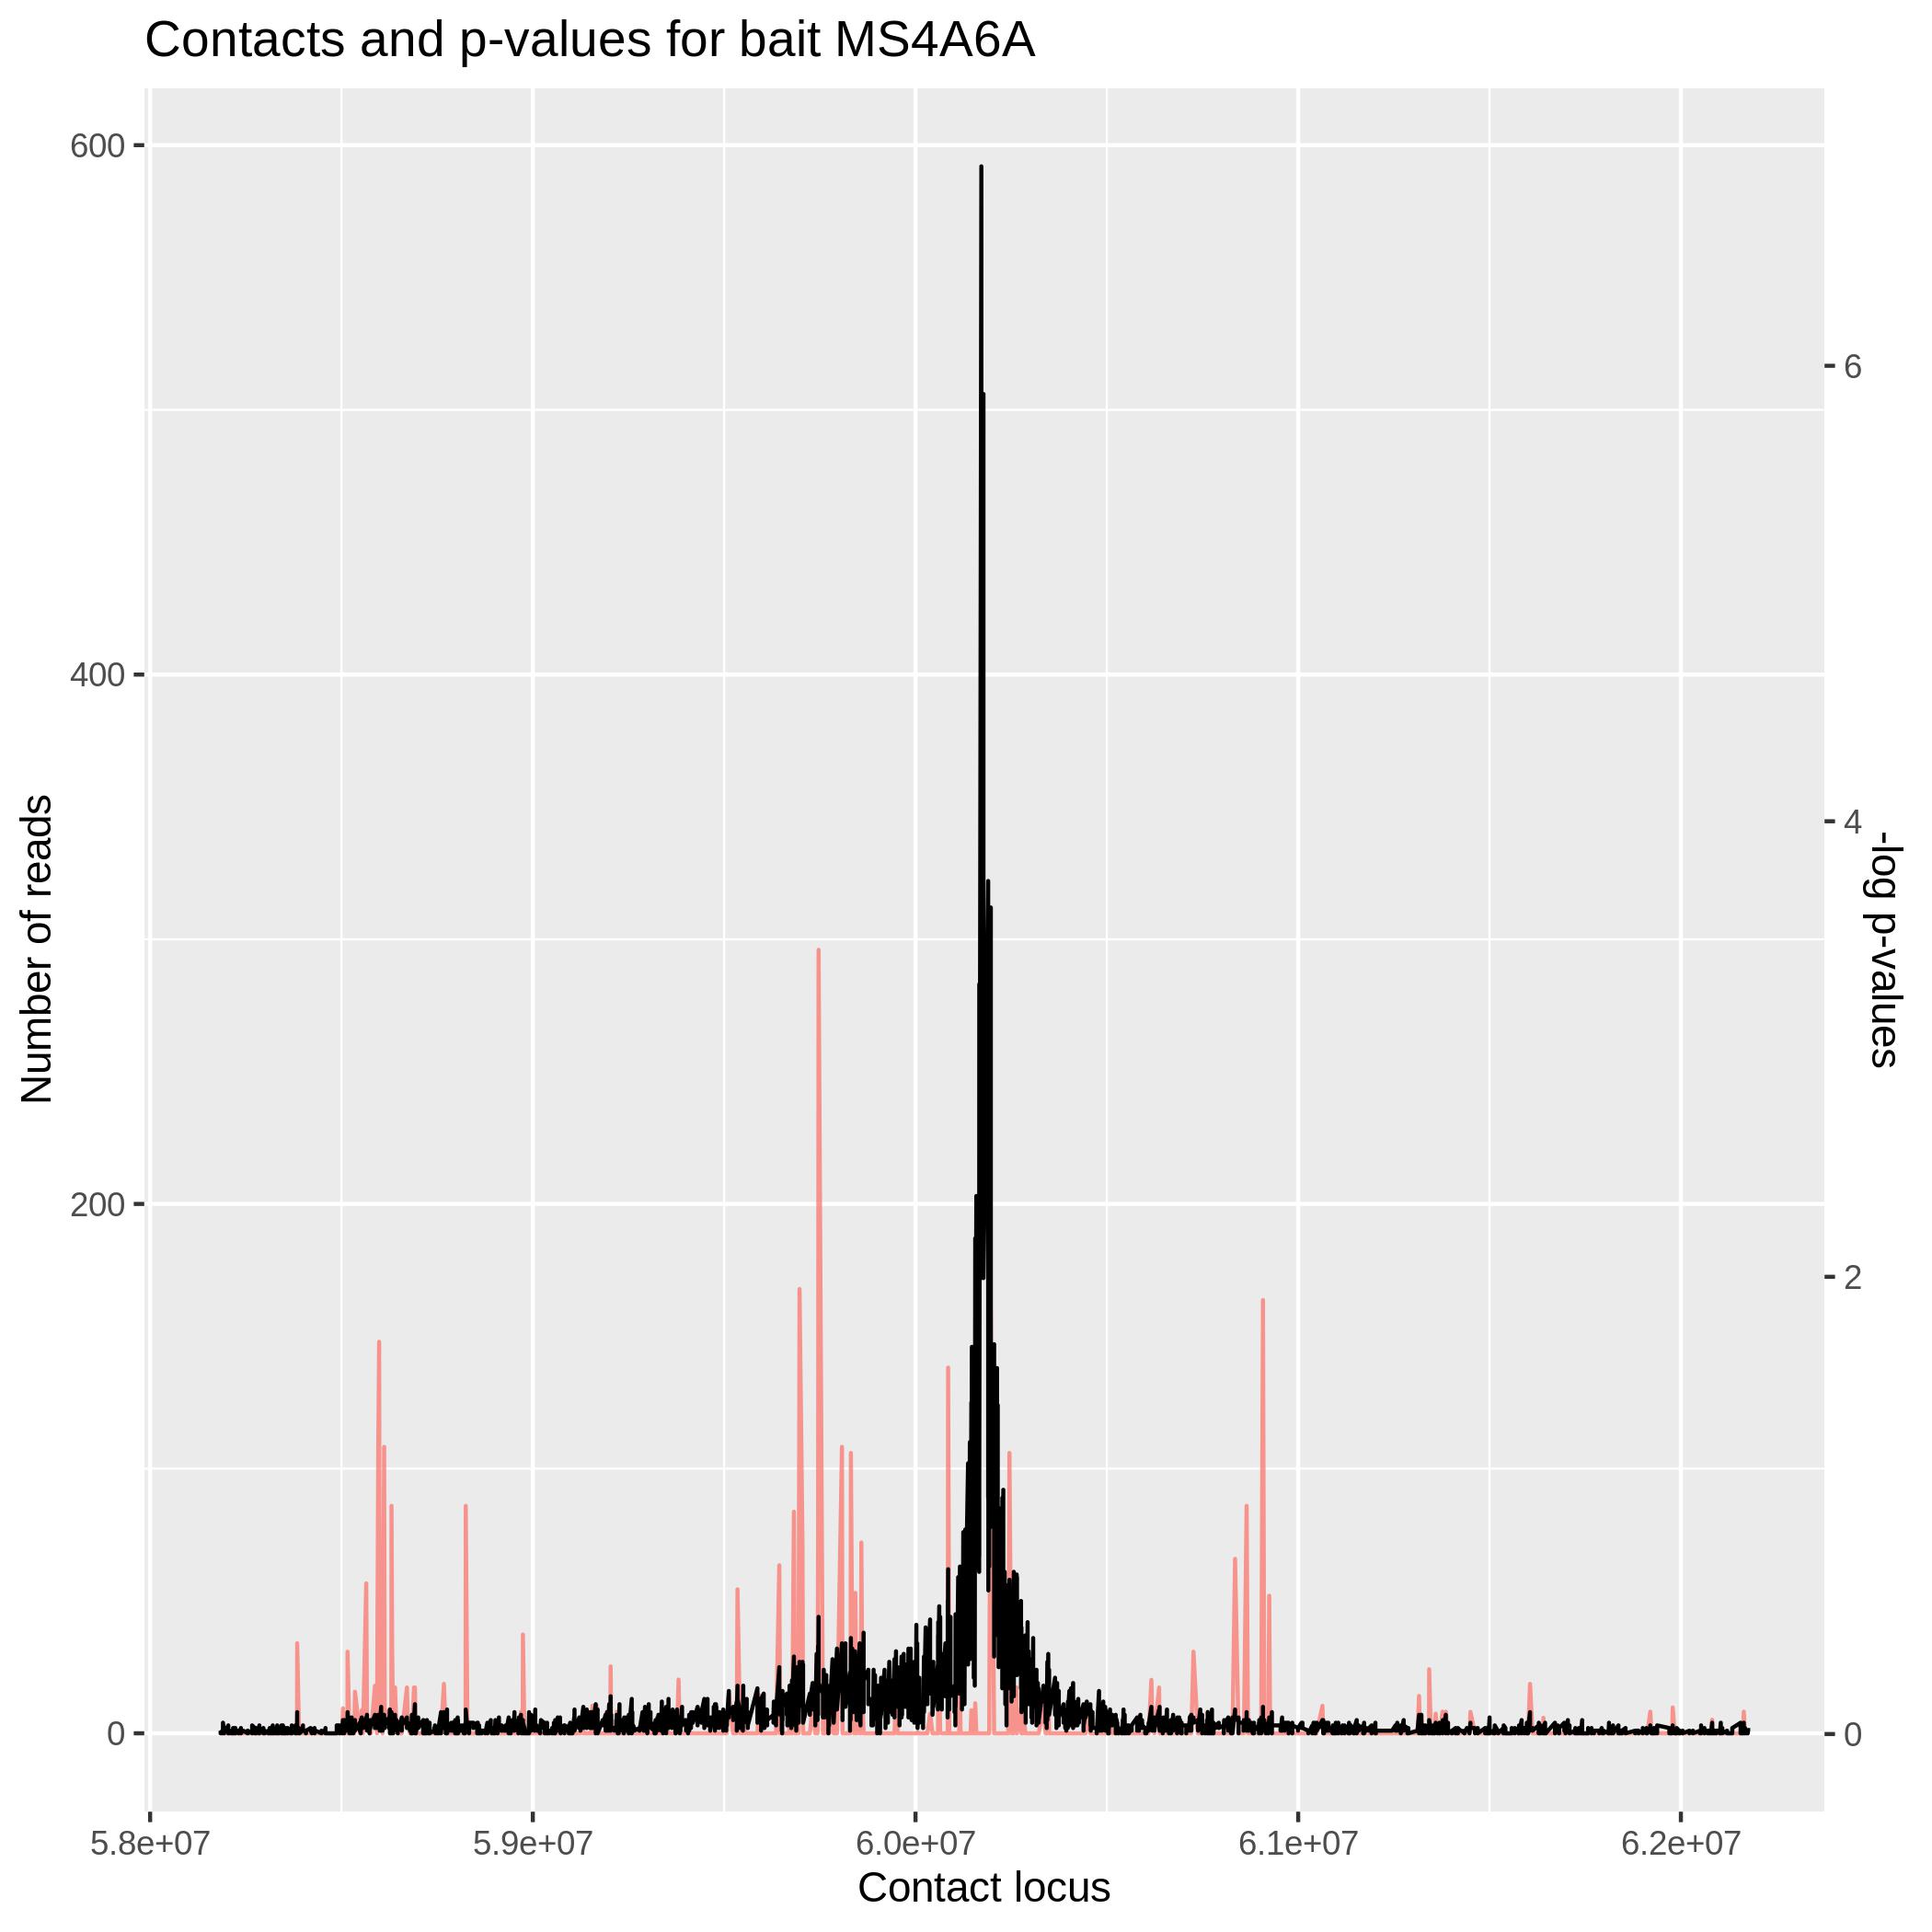 Contacts and p-values for bait MS4A6A
600
400
200
0
Number of reads
6
4
2
0
-log p-values
5.8e+07
5.9e+07
6.0e+07
6.1e+07
6.2e+07
Contact locus